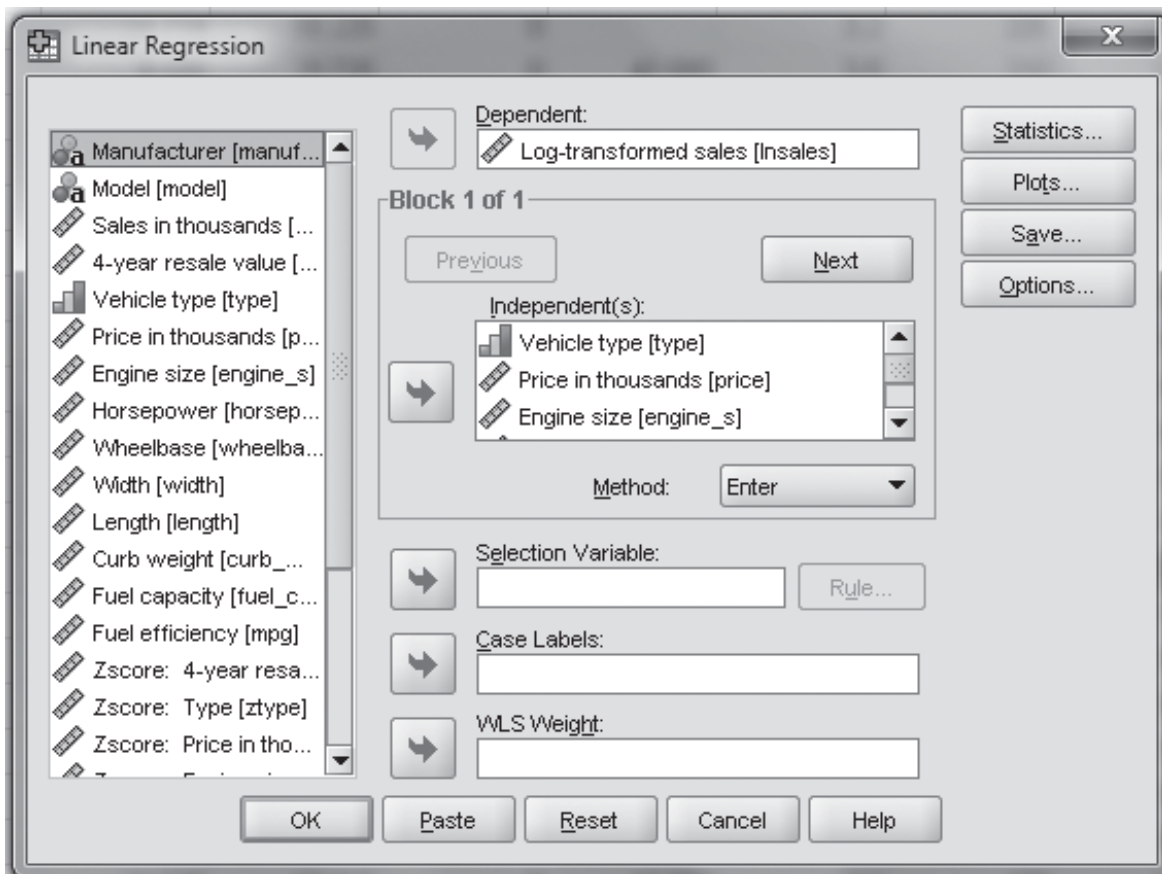 Linear Regression
X
Manufacturer [manuf...
Model [model]
Sales in thousands [...
4-year resale value [...
Vehicle type [type]
Price in thousands [p...
Engine size [engine_s]
Horsepower [horsep...
Wheelbase [wheelba...
Width [width]
Length [length]
Curb weight [curb_...
Fuel capacity [fuel_c...
Fuel efficiency [mpg]
Zscore: 4-year resa...
Zscore: Type [ztype]
Zscore: Price in tho...
Dependent:
Log-transformed sales [lnsales]
Block 1 of 1
Previous
Next
Independent(s):
Vehicle type [type]
Price in thousands [price]
Engine size [engine_s]
Method:
Enter
Selection Variable:
Rule...
Case Labels:
WLS Weight:
Statistics...
Plots...
Save...
Options...
OK
Paste
Reset
Cancel
Help